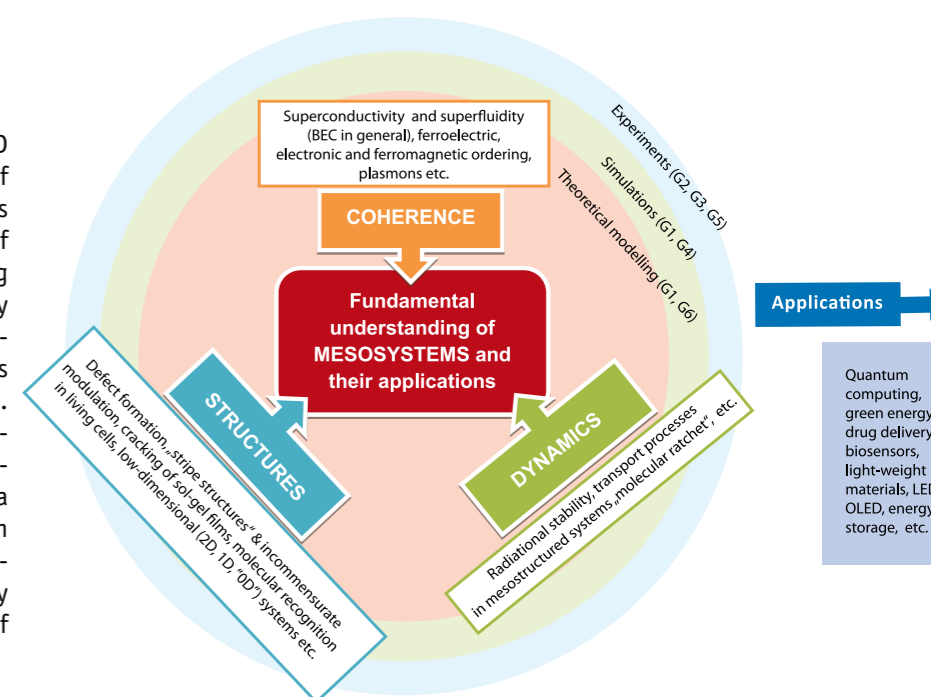 0
f
s
f
g
y
-
s
.
-
-
a
n
-
y
f
Superconductivity and superfluidity
(BEC in general), ferroelectric,
electronic and ferromagnetic ordering,
plasmons etc.
COHERENCE
Fundamental
understanding of
MESOSYSTEMS and
their applications
Experiments (G2, G3, G5)
Simulations (G1, G4)
Theoretical modelling (G1, G6)
STRUCTURES
Defect formation,„stripe structures“ & incommensurate
modulation, cracking of sol-gel films, molecular recognition
in living cells, low-dimensional (2D, 1D, “0D”) systems etc.
DYNAMICS
Radiational stability, transport processes
in mesostructured systems„molecular ratchet“, etc.
Applications
Quantum
computing,
green energy
drug delivery
biosensors,
light-weight
materials, LED
OLED, energy
storage, etc.